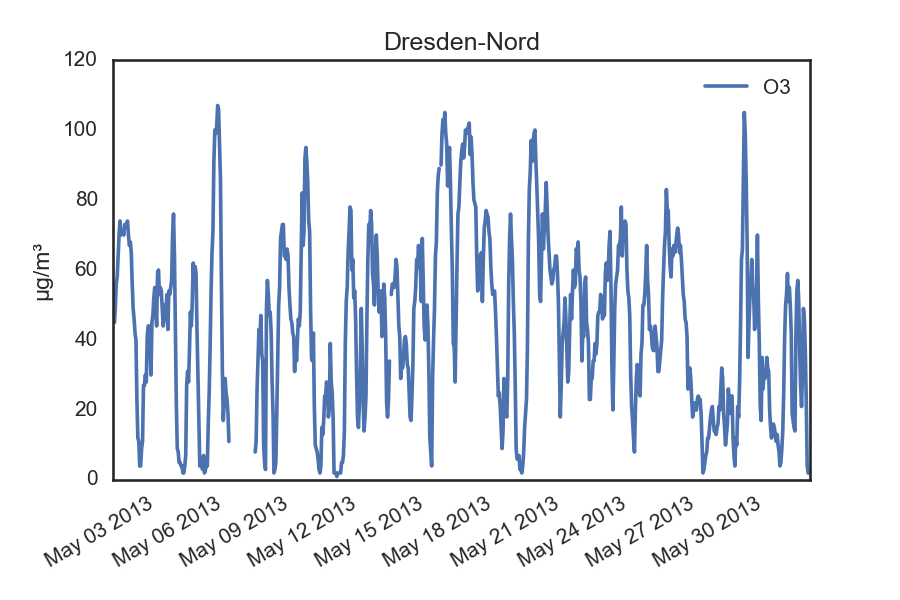 Dresden-Nord
O3
µg/m³
120
100
80
60
40
20
0
May 03 2013
May 06 2013
May 09 2013
May 12 2013
May 15 2013
May 18 2013
May 21 2013
May 24 2013
May 27 2013
May 30 2013